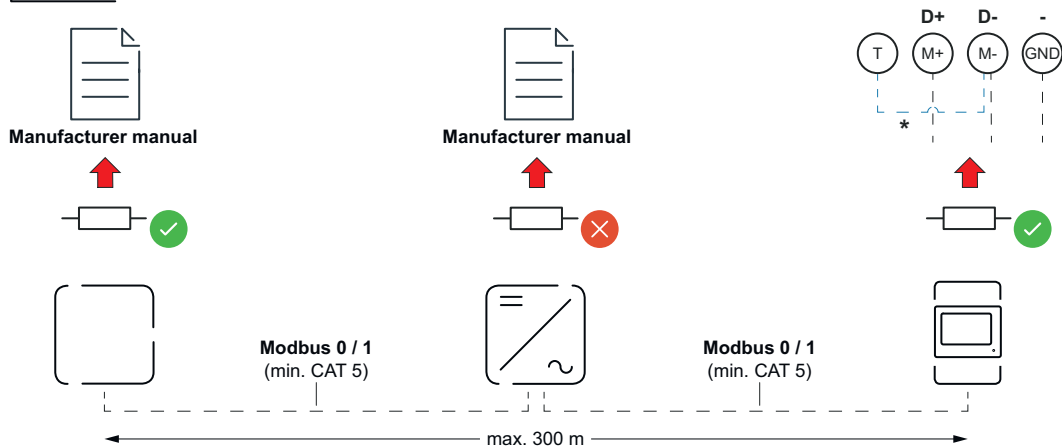 D+ D- -
T M+ M- GND
*
Manufacturer manual
Manufacturer manual
Modbus 0 / 1
(min. CAT 5)
Modbus 0 / 1
(min. CAT 5)
max. 300 m